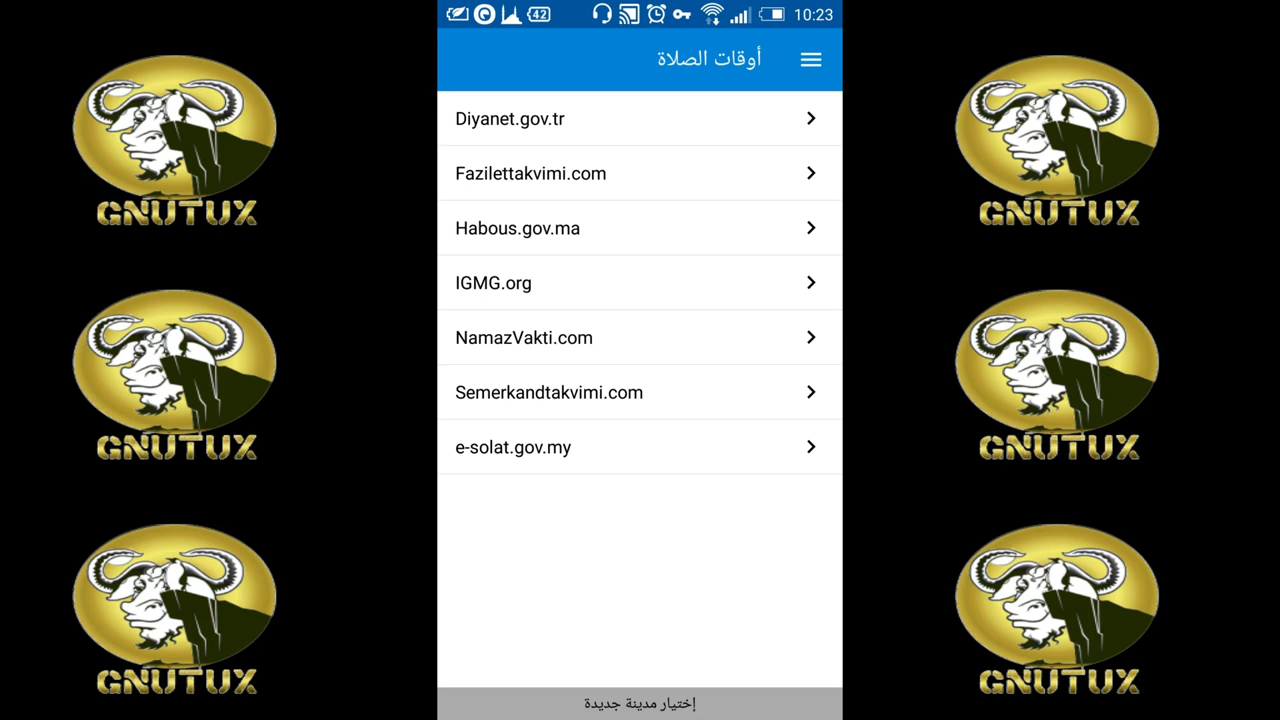 42
10:23
أوقات الصلاة
Diyanet.gov.tr
Fazilettakvimi.com
Habous.gov.ma
IGMG.org
NamazVakti.com
Semerkandtakvimi.com
e-solat.gov.my
إختيار مدينة جديدة
GNUTUX
GNUTUX
GNUTUX
GNUTUX
GNUTUX
GNUTUX